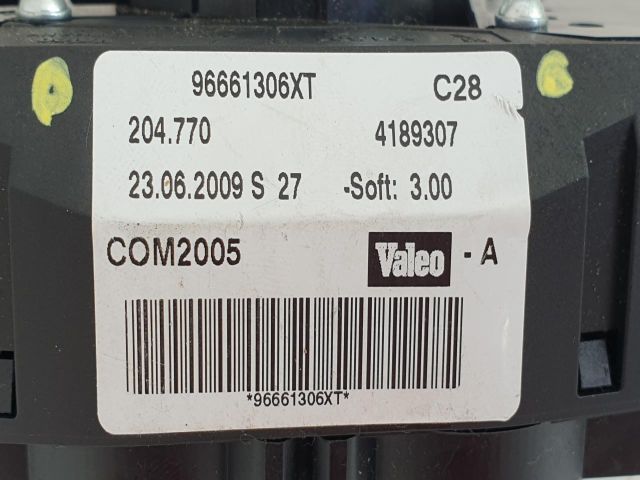 96661306XT C28
204.770 4189307
23.06.2009 S 27 -Soft: 3.00
COM2005 Valeo - A
*96661306XT*